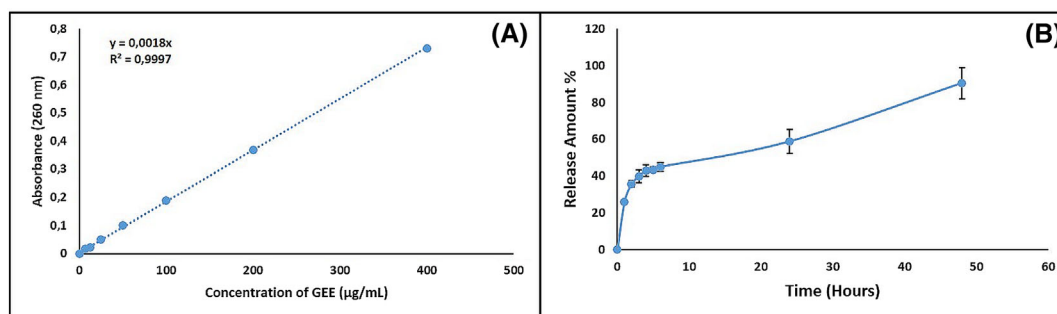 (A)
y = 0,0018x
R² = 0,9997
0,8
0,7
0,6
0,5
0,4
0,3
0,2
0,1
0
Absorbance (260 nm)
0 100 200 300 400 500
Concentration of GEE (µg/mL)
(B)
120
100
80
60
40
20
0
Release Amount %
0 10 20 30 40 50 60
Time (Hours)